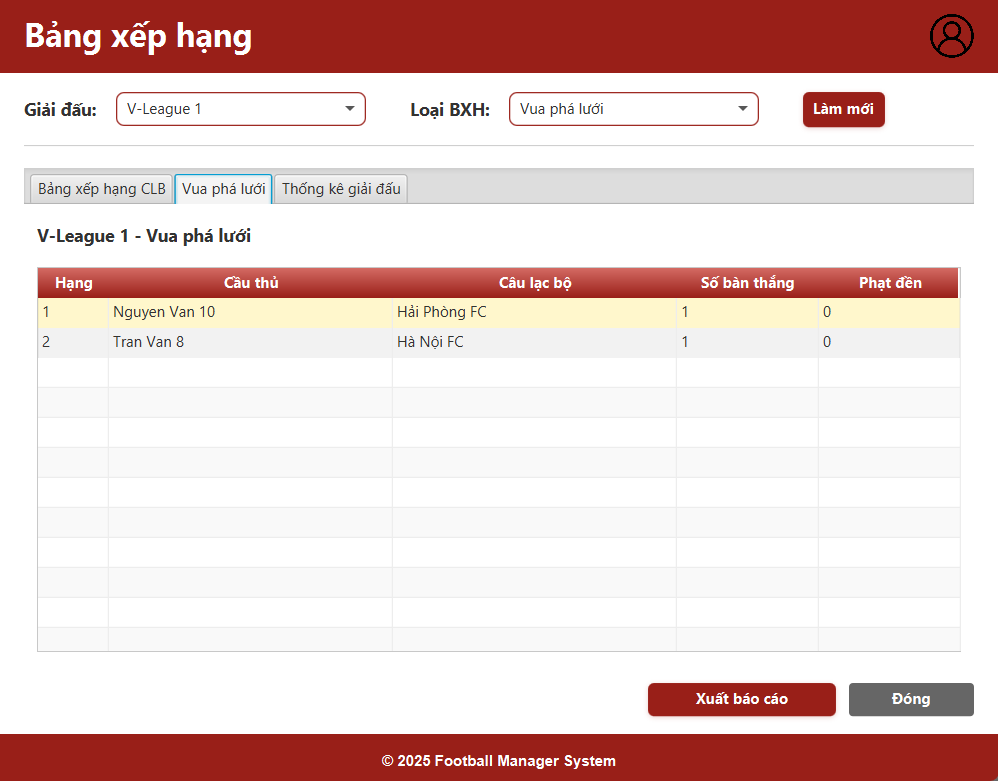 Bảng xếp hạng
Giải đấu: V-League 1 Loại BXH: Vua phá lưới Làm mới
Bảng xếp hạng CLB Vua phá lưới Thống kê giải đấu
V-League 1 - Vua phá lưới
Hạng Cầu thủ Câu lạc bộ Số bàn thắng Phạt đền
1 Nguyen Van 10 Hải Phòng FC 1 0
2 Tran Van 8 Hà Nội FC 1 0
Xuất báo cáo Đóng
© 2025 Football Manager System